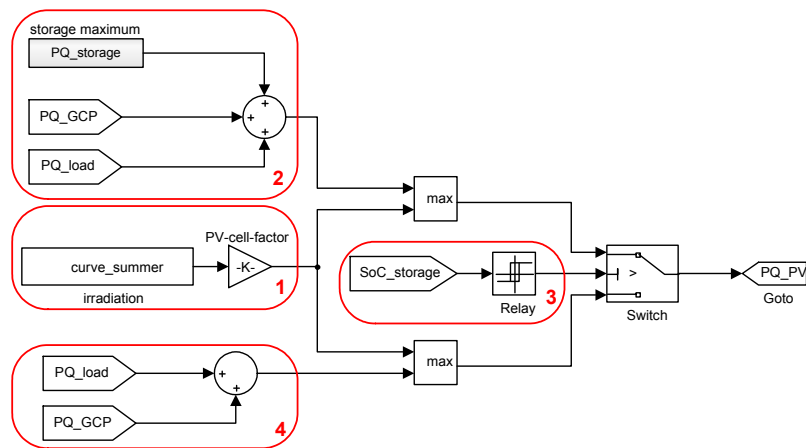 storage maximum
PQ_storage
PQ_GCP
PQ_load
+
+
+
2
max
PV-cell-factor
curve_summer
-K-
irradiation
1
SoC_storage
Relay
3
>
Switch
PQ_PV
Goto
PQ_load
PQ_GCP
+
+
4
max